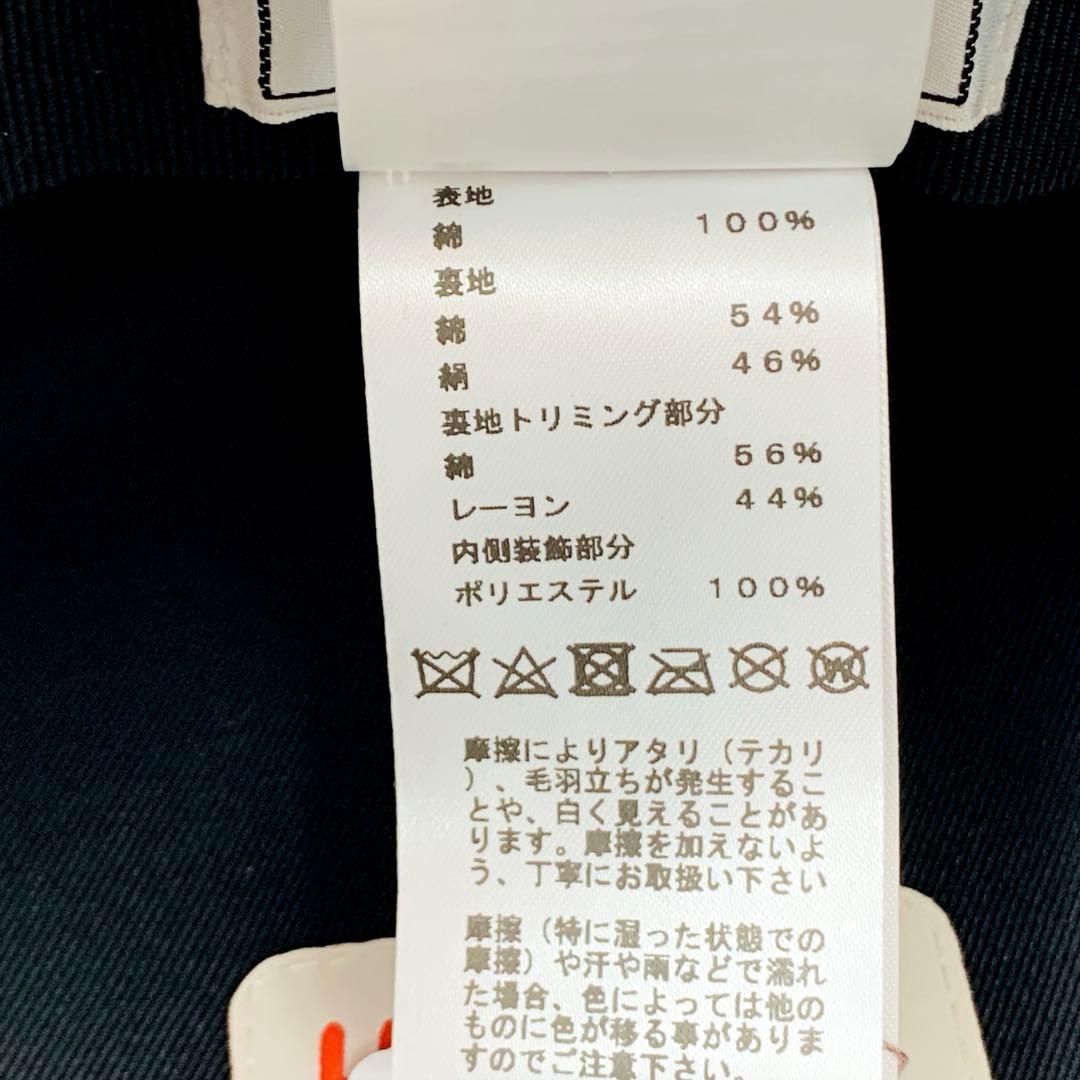 表地
綿 100%
裏地
綿 54%
絹 46%
裏地トリミング部分
綿 56%
レーヨン 44%
内側装飾部分
ポリエステル 100%
摩擦によりアタリ（テカリ
）、毛羽立ちが発生するこ
とや、白く見えることがあ
ります。摩擦を加えないよ
う、丁寧にお取扱い下さい
摩擦（特に湿った状態での
摩擦）や汗や雨などで濡れ
た場合、色によっては他の
ものに色が移る事がありま
すのでご注意下さい。